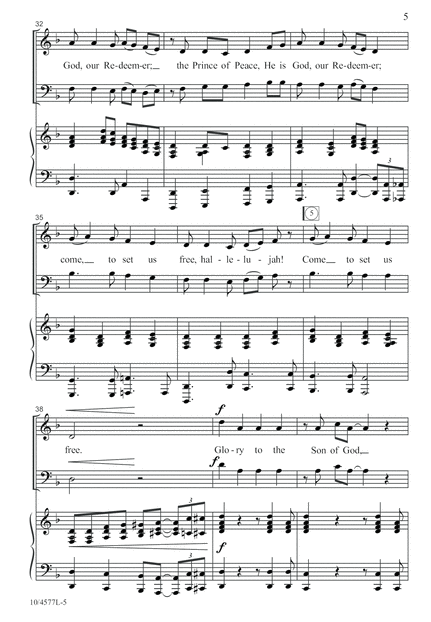 5
32
God, our Re-deem-er; the Prince of Peace, He is God, our Re-deem-er;
3
35
5
come, to set us free, hal-le-lu-jah! Come to set us
38
f
free. Glo-ry to the Son of God,
f
3
3
f
3
10/4577L-5